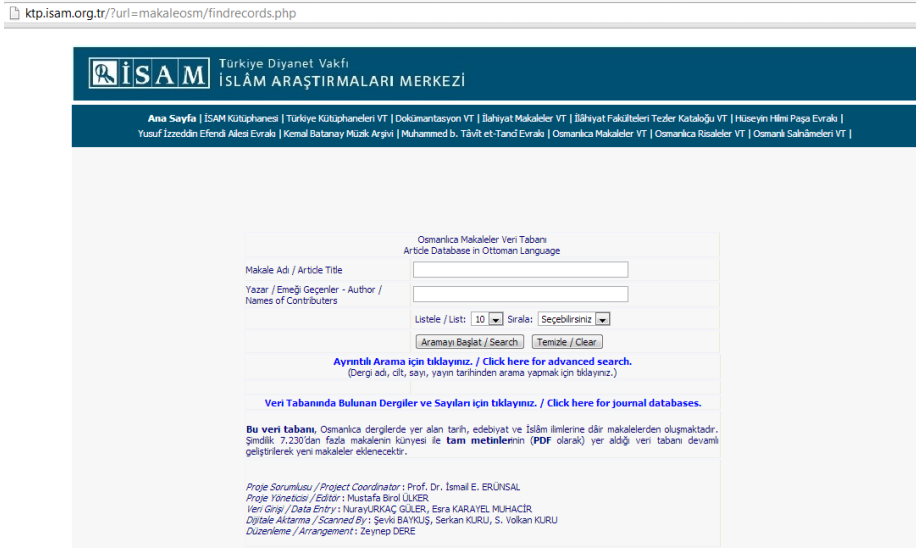 ktp.isam.org.tr/?url=makaleosm/findrecords.php
İSAM
Türkiye Diyanet Vakfı
İSLÂM ARAŞTIRMALARI MERKEZİ
Ana Sayfa | İSAM Kütüphanesi | Türkiye Kütüphaneleri VT | Dokümantasyon VT | İlahiyat Makaleler VT | İlâhiyat Fakülteleri Tezler Kataloğu VT | Hüseyin Hilmi Paşa Evrakı |
Yusuf İzzeddin Efendi Ailesi Evrakı | Kemal Batanay Müzik Arşivi | Muhammed b. Tâvît et-Tancî Evrakı | Osmanlıca Makaleler VT | Osmanlıca Risaleler VT | Osmanlı Salnâmeleri VT |
Osmanlıca Makaleler Veri Tabanı
Article Database in Ottoman Language
Makale Adı / Article Title
Yazar / Emeği Geçenler - Author /
Names of Contributers
Listele / List: 10 Sırala: Seçebilirsiniz
Aramayı Başlat / Search Temizle / Clear
Ayrıntılı Arama için tıklayınız. / Click here for advanced search.
(Dergi adı, cilt, sayı, yayın tarihinden arama yapmak için tıklayınız.)
Veri Tabanında Bulunan Dergiler ve Sayıları için tıklayınız. / Click here for journal databases.
Bu veri tabanı, Osmanlıca dergilerde yer alan tarih, edebiyat ve İslâm ilimlerine dâir makalelerden oluşmaktadır.
Şimdilik 7.230'dan fazla makalenin künyesi ile tam metinlerinin (PDF olarak) yer aldığı veri tabanı devamlı
geliştirilerek yeni makaleler eklenecektir.
Proje Sorumlusu / Project Coordinator : Prof. Dr. İsmail E. ERÜNSAL
Proje Yöneticisi / Editör : Mustafa Birol ÜLKER
Veri Girişi / Data Entry : NurayURKAÇ GÜLER, Esra KARAYEL MUHACİR
Dijitale Aktarma / Scanned By : Şevki BAYKUŞ, Serkan KURU, S. Volkan KURU
Düzenleme / Arrangement : Zeynep DERE